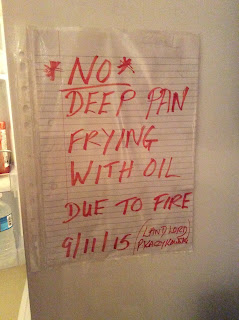 *NO*
DEEP PAN
FRYING
WITH OIL
DUE TO FIRE
9/11/15 LANDLORD